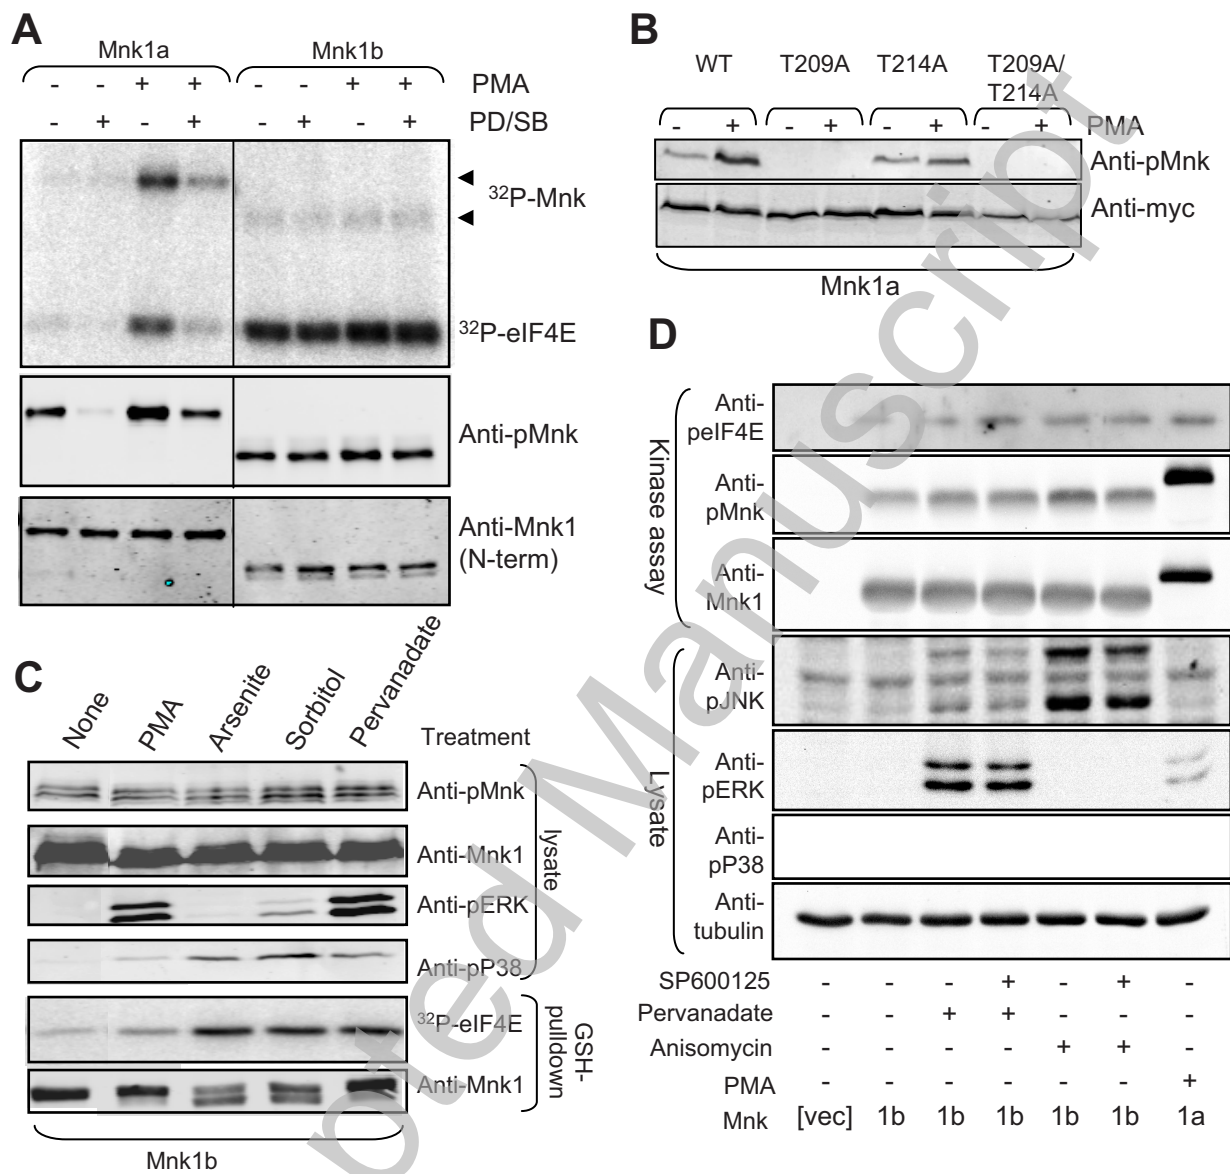 A
Mnk1a
Mnk1b
- - + + - - + + PMA
- + - + - + - + PD/SB
32P-Mnk
32P-eIF4E
Anti-pMnk
Anti-Mnk1
(N-term)
B
WT T209A T214A T209A/
T214A
- + - + - + - + PMA
Anti-pMnk
Anti-myc
Mnk1a
C
None PMA Arsenite Sorbitol Pervanadate
Treatment
Anti-pMnk
Anti-Mnk1
Anti-pERK
Anti-pP38
lysate
32P-eIF4E
Anti-Mnk1
GSH-
pulldown
Mnk1b
D
Kinase assay
Anti-
peIF4E
Anti-
pMnk
Anti-
Mnk1
Lysate
Anti-
pJNK
Anti-
pERK
Anti-
pP38
Anti-
tubulin
SP600125 - - - + - + -
Pervanadate - - + + - - -
Anisomycin - - - - + + -
PMA - - - - - - +
Mnk [vec] 1b 1b 1b 1b 1b 1a
pted Manuscript